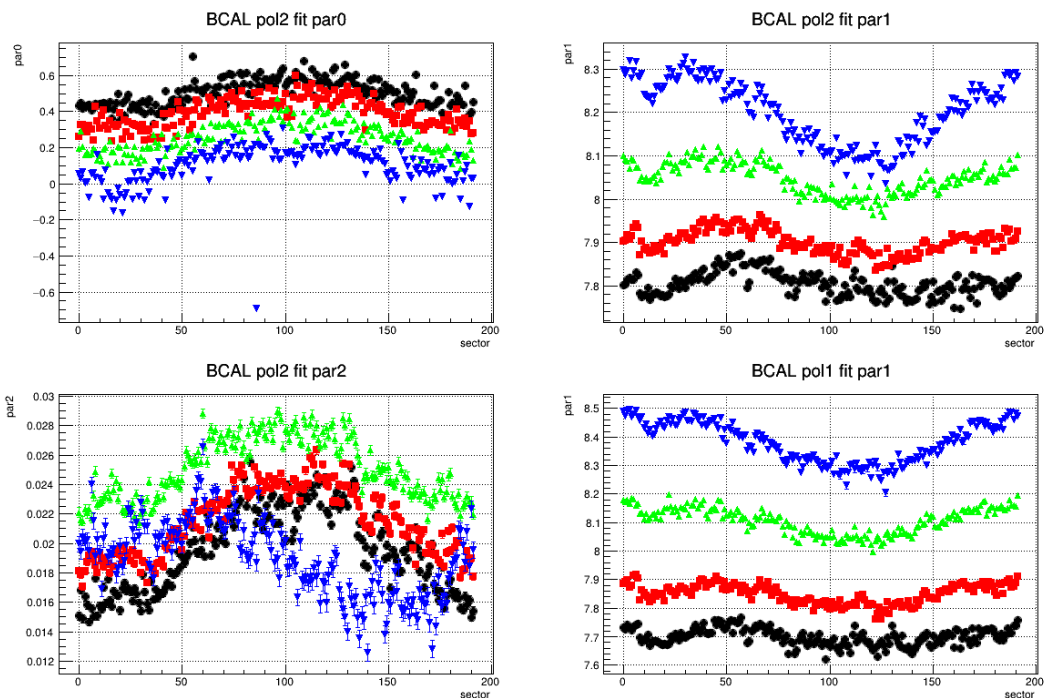 BCAL pol2 fit par0
par0
0.6
0.4
0.2
0
−0.2
−0.4
−0.6
0 50 100 150 200
sector
BCAL pol2 fit par1
par1
8.3
8.2
8.1
8
7.9
7.8
0 50 100 150 200
sector
BCAL pol2 fit par2
par2
0.03
0.028
0.026
0.024
0.022
0.02
0.018
0.016
0.014
0.012
0 50 100 150 200
sector
BCAL pol1 fit par1
par1
8.5
8.4
8.3
8.2
8.1
8
7.9
7.8
7.7
7.6
0 50 100 150 200
sector